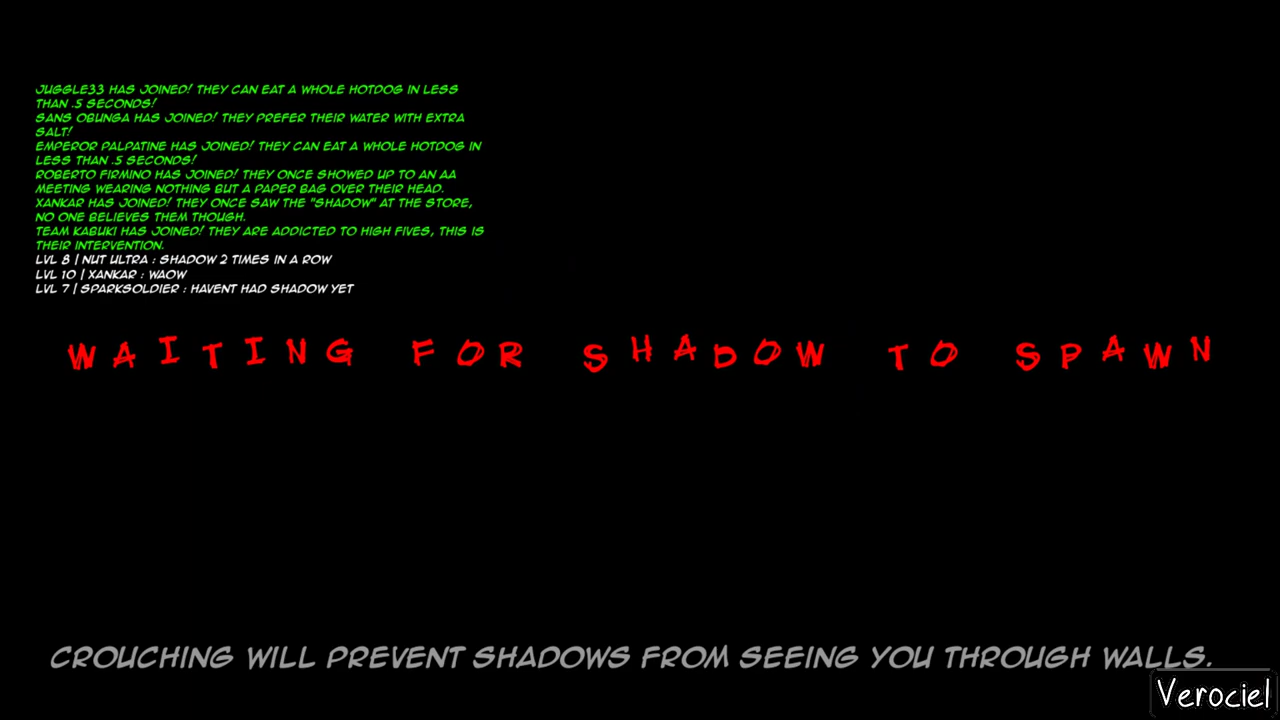 JUGGLE33 HAS JOINED! THEY CAN EAT A WHOLE HOTDOG IN LESS
THAN .5 SECONDS!
SANS OBUNGA HAS JOINED! THEY PREFER THEIR WATER WITH EXTRA
SALT!
EMPEROR PALPATINE HAS JOINED! THEY CAN EAT A WHOLE HOTDOG IN
LESS THAN .5 SECONDS!
ROBERTO FIRMINO HAS JOINED! THEY ONCE SHOWED UP TO AN AA
MEETING WEARING NOTHING BUT A PAPER BAG OVER THEIR HEAD.
XANKAR HAS JOINED! THEY ONCE SAW THE "SHADOW" AT THE STORE,
NO ONE BELIEVES THEM THOUGH.
TEAM KABUKI HAS JOINED! THEY ARE ADDICTED TO HIGH FIVES, THIS IS
THEIR INTERVENTION.
LVL 8 | NUT ULTRA : SHADOW 2 TIMES IN A ROW
LVL 10 | XANKAR : WAOW
LVL 7 | SPARKSOLDIER : HAVENT HAD SHADOW YET
WAITING FOR SHADOW TO SPAWN
CROUCHING WILL PREVENT SHADOWS FROM SEEING YOU THROUGH WALLS.
Verociel